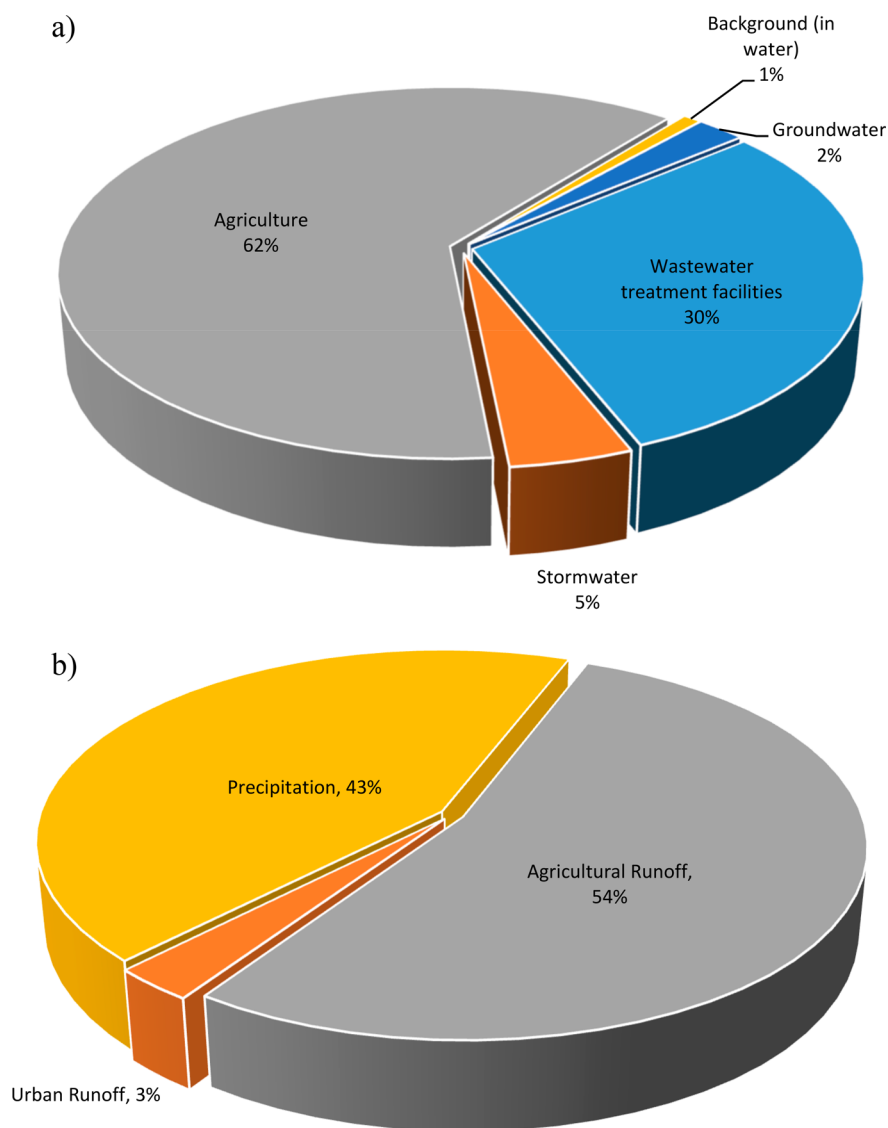 a)
Background (in
water)
1%
Groundwater
2%
Agriculture
62%
Wastewater
treatment facilities
30%
Stormwater
5%
b)
Precipitation, 43%
Agricultural Runoff,
54%
Urban Runoff, 3%